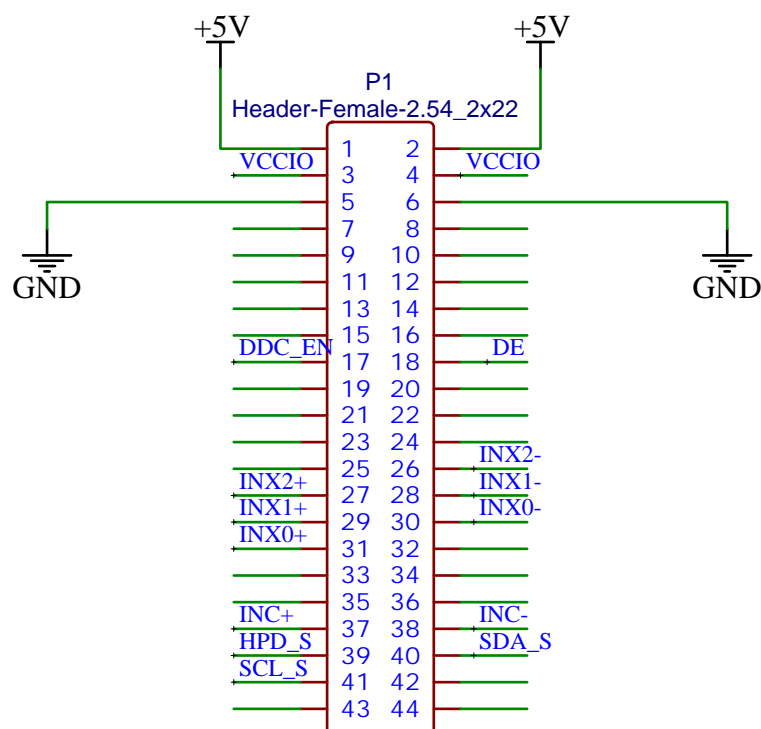 +5V +5V
P1
Header-Female-2.54_2x22
1 2
VCCIO VCCIO
3 4
5 6
7 8
9 10
GND 11 12 GND
13 14
15 16
DDC_EN DE
17 18
19 20
21 22
23 24
INX2-
25 26
INX2+ INX1-
27 28
INX1+ INX0-
29 30
INX0+
31 32
33 34
35 36
INC+ INC-
37 38
HPD_S SDA_S
39 40
SCL_S
41 42
43 44